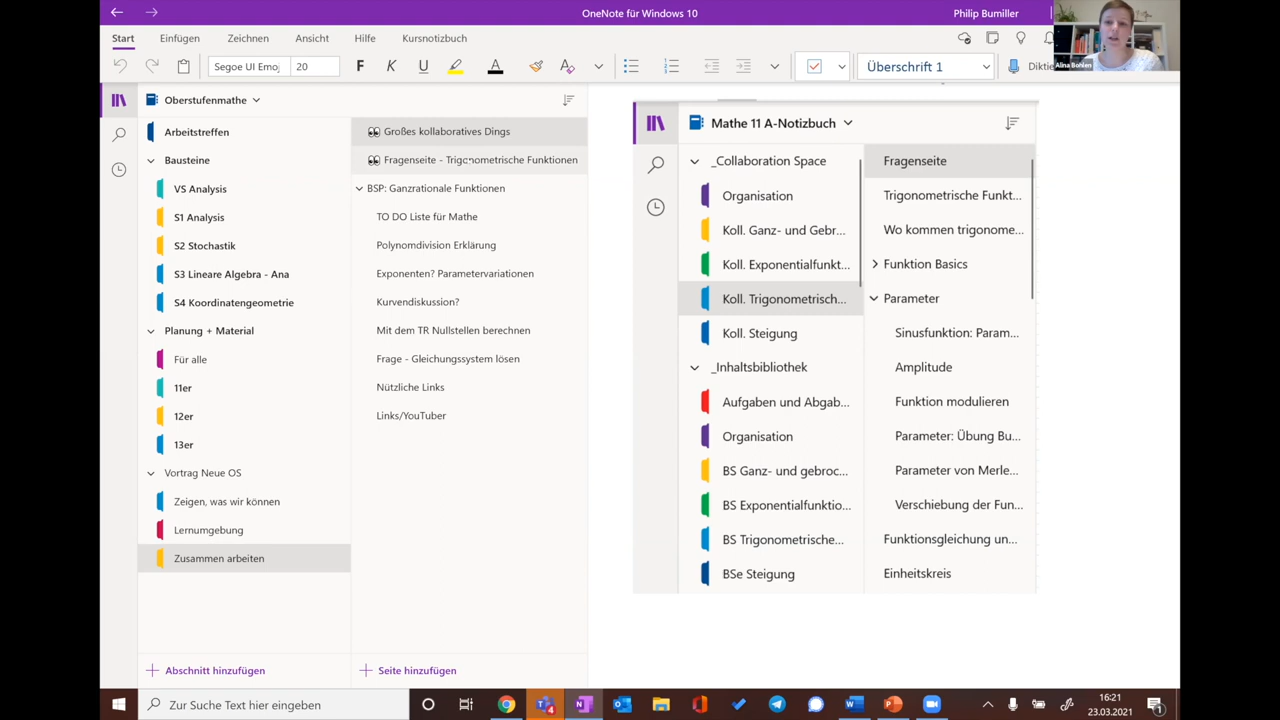 OneNote für Windows 10
Philip Bumiller
Start
Einfügen
Zeichnen
Ansicht
Hilfe
Kursnotizbuch
Segoe UI Emoj
20
F
K
U
A
Überschrift 1
Dikti
Alina Bohlen
Oberstufenmathe
Arbeitstreffen
Bausteine
VS Analysis
S1 Analysis
S2 Stochastik
S3 Lineare Algebra - Ana
S4 Koordinatengeometrie
Planung + Material
Für alle
11er
12er
13er
Vortrag Neue OS
Zeigen, was wir können
Lernumgebung
Zusammen arbeiten
Abschnitt hinzufügen
Großes kollaboratives Dings
Fragenseite - Trigonometrische Funktionen
BSP: Ganzrationale Funktionen
TO DO Liste für Mathe
Polynomdivision Erklärung
Exponenten? Parametervariationen
Kurvendiskussion?
Mit dem TR Nullstellen berechnen
Frage - Gleichungssystem lösen
Nützliche Links
Links/YouTuber
Seite hinzufügen
Mathe 11 A-Notizbuch
_Collaboration Space
Organisation
Koll. Ganz- und Gebr...
Koll. Exponentialfunkt...
Koll. Trigonometrisch...
Koll. Steigung
_Inhaltsbibliothek
Aufgaben und Abgab...
Organisation
BS Ganz- und gebroc...
BS Exponentialfunktio...
BS Trigonometrische...
BSe Steigung
Fragenseite
Trigonometrische Funkt...
Wo kommen trigonome...
Funktion Basics
Parameter
Sinusfunktion: Param...
Amplitude
Funktion modulieren
Parameter: Übung Bu...
Parameter von Merle...
Verschiebung der Fun...
Funktionsgleichung un...
Einheitskreis
Zur Suche Text hier eingeben
4
16:21
23.03.2021
1